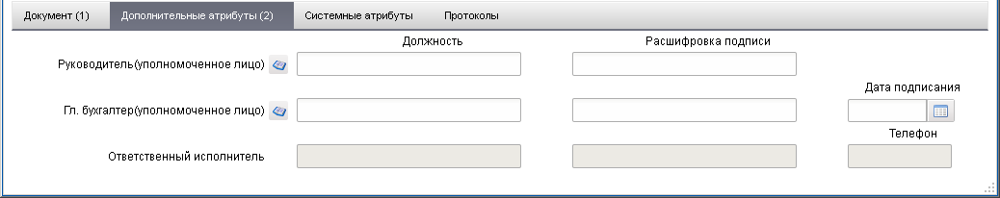 Документ (1) Дополнительные атрибуты (2) Системные атрибуты Протоколы
Должность Расшифровка подписи
Руководитель(уполномоченное лицо)
Дата подписания
Гл. бухгалтер(уполномоченное лицо)
Телефон
Ответственный исполнитель